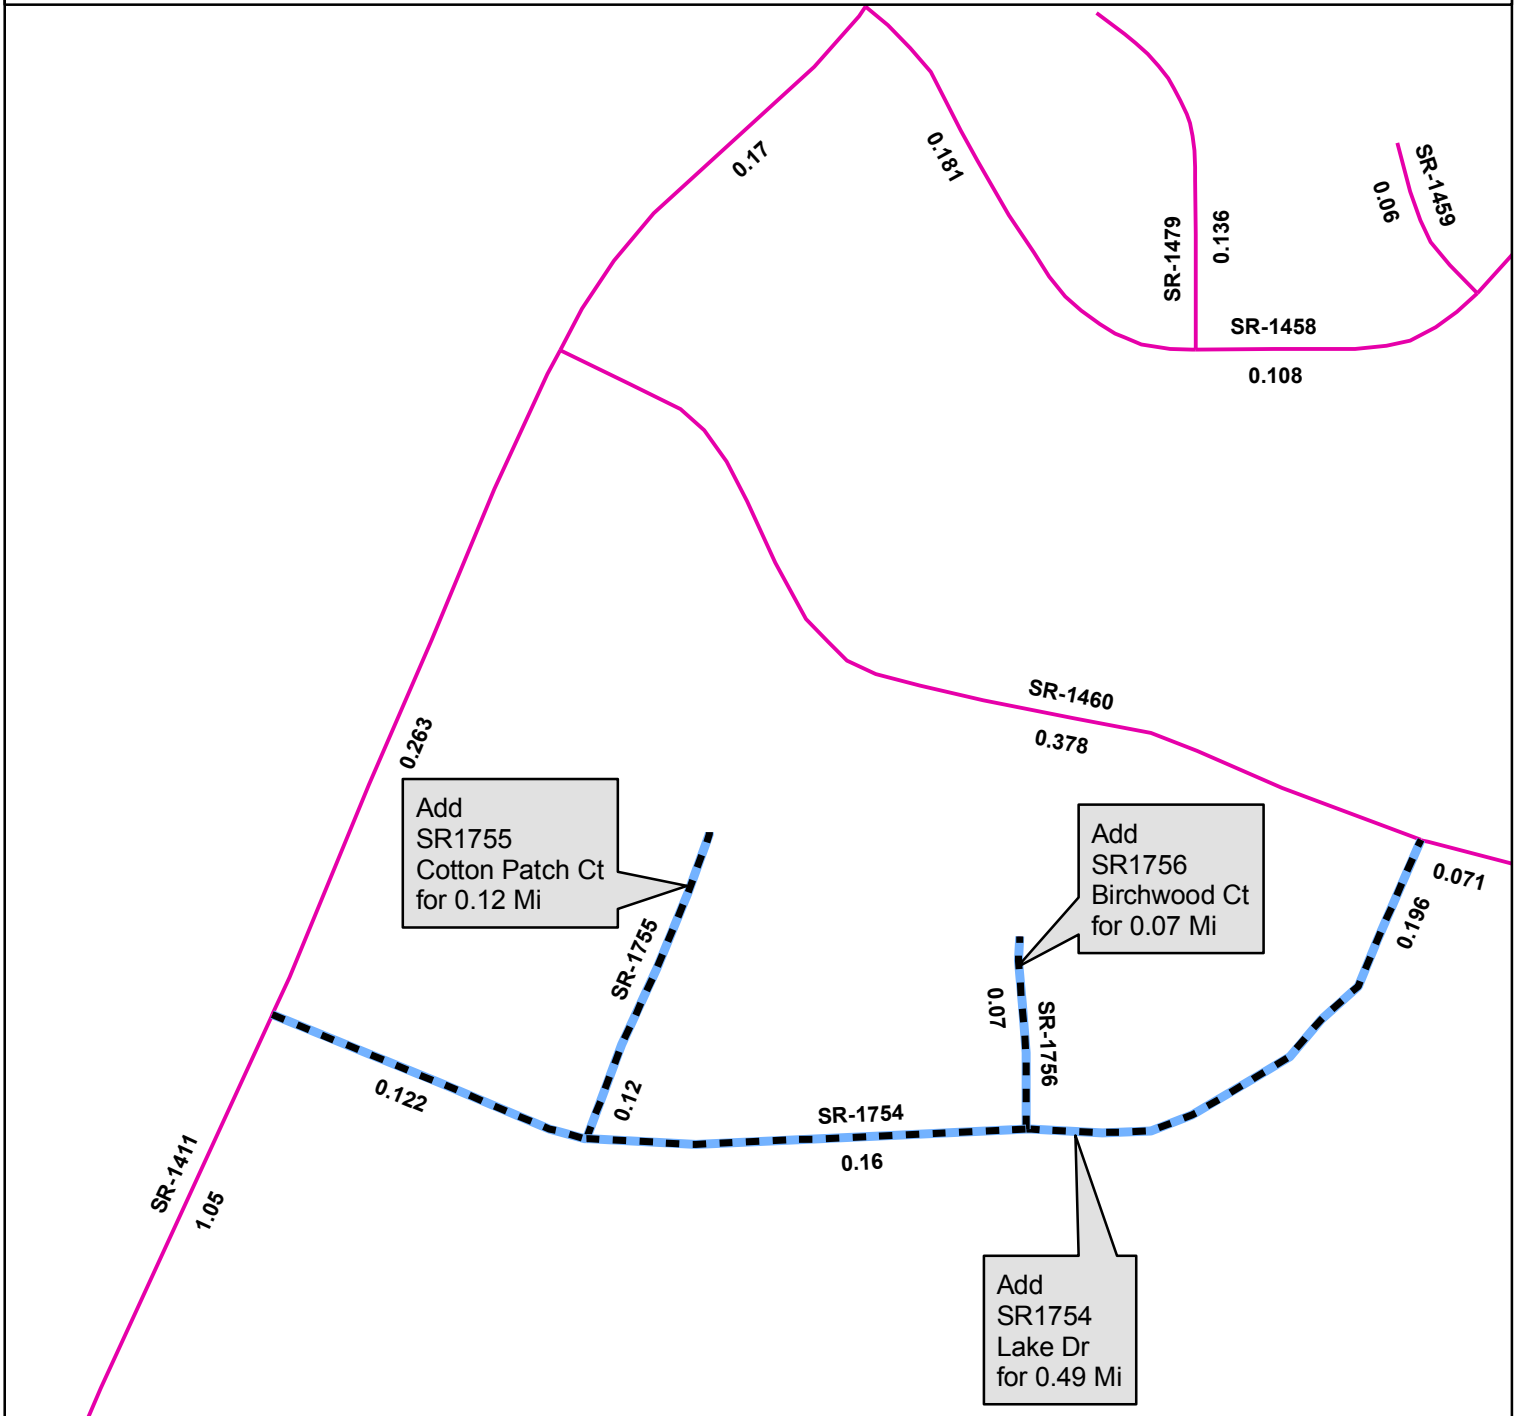 0.17
0.181
SR-1479
0.136
SR-1459
0.06
SR-1458
0.108
SR-1460
0.378
0.263
Add
SR1755
Cotton Patch Ct
for 0.12 Mi
Add
SR1756
Birchwood Ct
for 0.07 Mi
0.071
0.196
SR-1755
0.12
0.07
SR-1756
0.122
SR-1754
0.16
SR-1411
1.05
Add
SR1754
Lake Dr
for 0.49 Mi